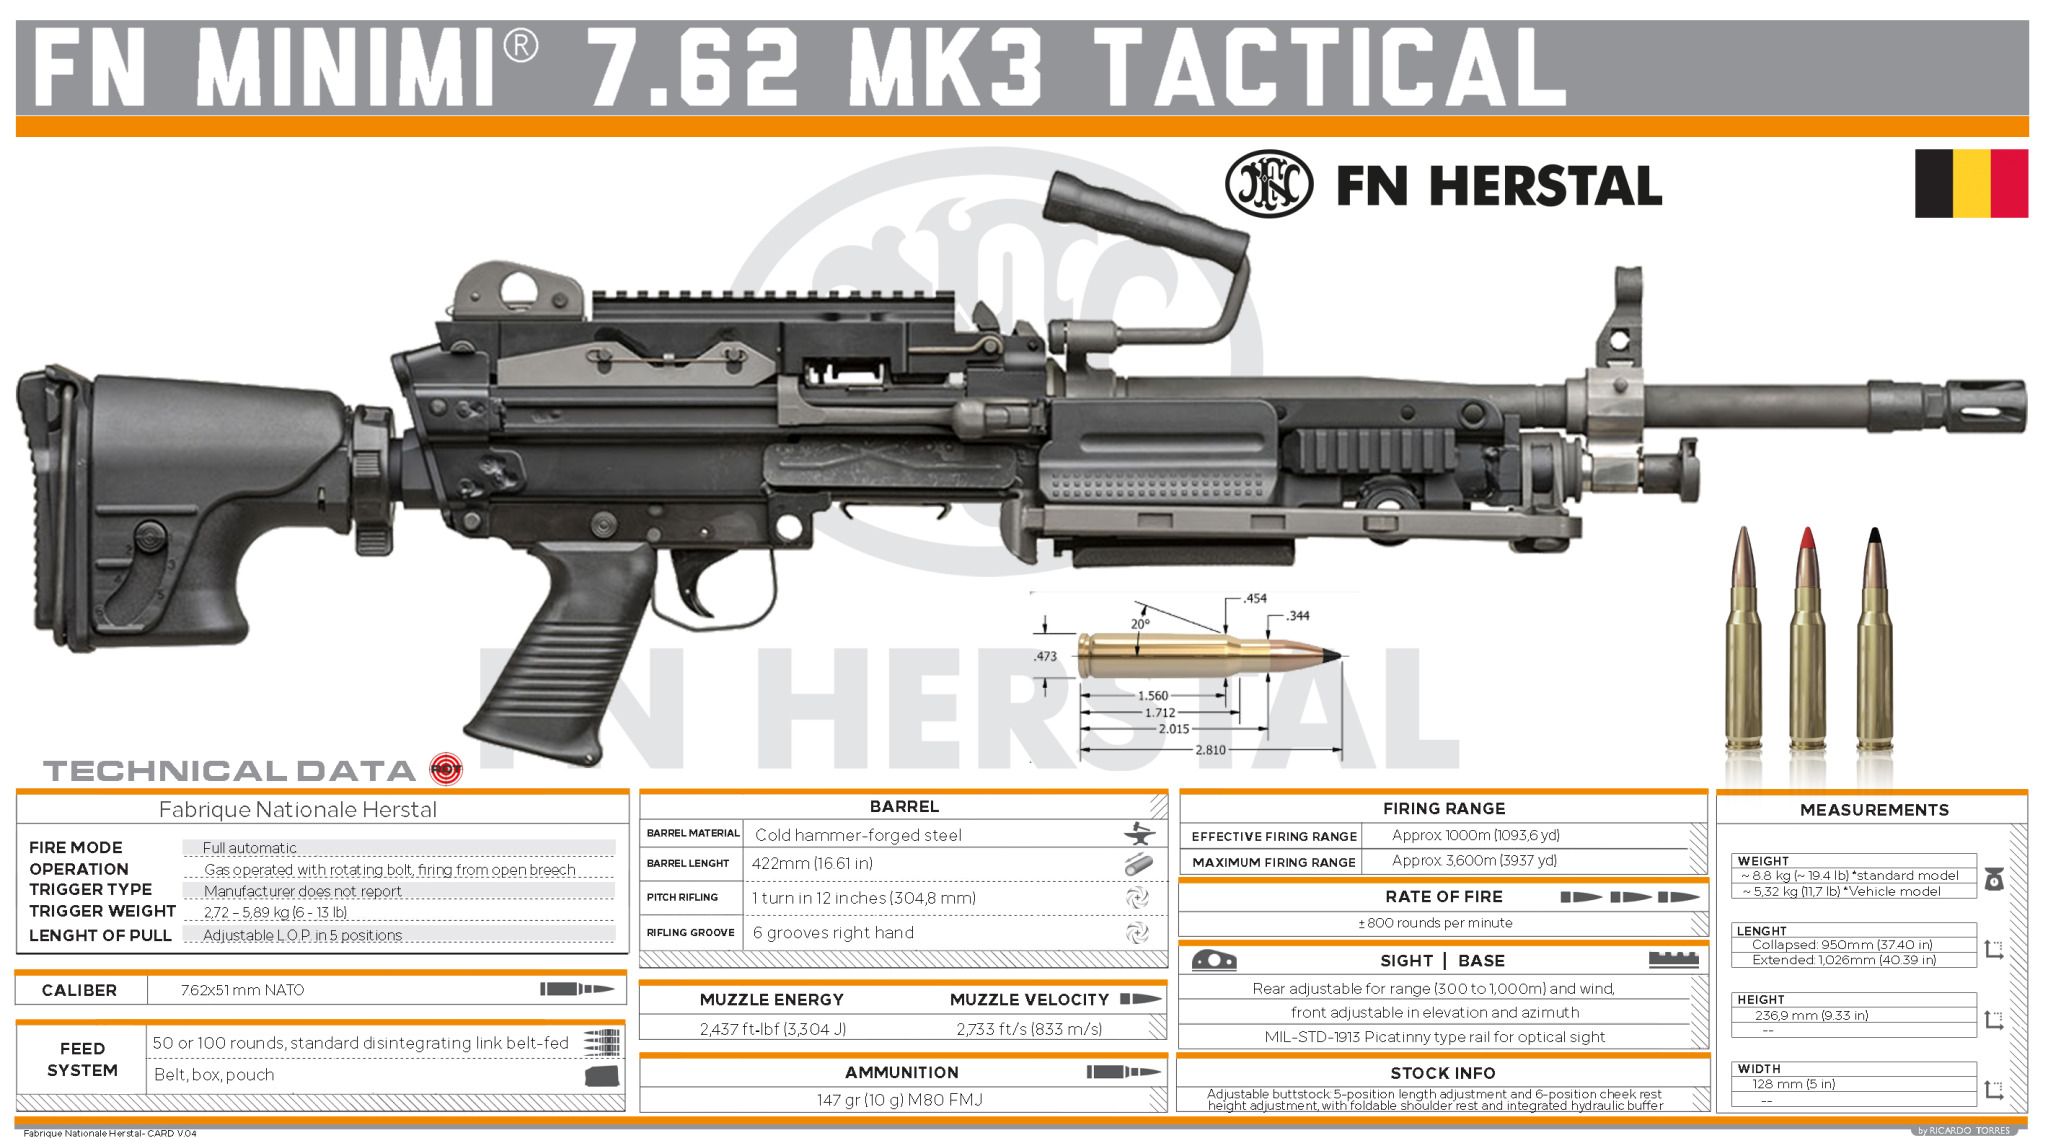 FN MINIMI® 7.62 MK3 TACTICAL
FN HERSTAL
FN HERSTAL
.454
.344
20°
.473
1.560
1.712
2.015
2.810
TECHNICAL DATA
Fabrique Nationale Herstal
FIRE MODE Full automatic
OPERATION Gas operated with rotating bolt, firing from open breech
TRIGGER TYPE Manufacturer does not report
TRIGGER WEIGHT 2,72 – 5,89 kg (6 - 13 lb)
LENGHT OF PULL Adjustable L.O.P. in 5 positions
CALIBER 7.62x51 mm NATO
FEED SYSTEM
50 or 100 rounds, standard disintegrating link belt-fed
Belt, box, pouch
BARREL
BARREL MATERIAL Cold hammer-forged steel
BARREL LENGHT 422mm (16.61 in)
PITCH RIFLING 1 turn in 12 inches (304,8 mm)
RIFLING GROOVE 6 grooves right hand
MUZZLE ENERGY MUZZLE VELOCITY
2,437 ft-lbf (3,304 J) 2,733 ft/s (833 m/s)
AMMUNITION
147 gr (10 g) M80 FMJ
FIRING RANGE
EFFECTIVE FIRING RANGE Approx 1000m (1093,6 yd)
MAXIMUM FIRING RANGE Approx 3,600m (3937 yd)
RATE OF FIRE
±800 rounds per minute
SIGHT | BASE
Rear adjustable for range (300 to 1,000m) and wind,
front adjustable in elevation and azimuth
MIL-STD-1913 Picatinny type rail for optical sight
STOCK INFO
Adjustable buttstock: 5-position length adjustment and 6-position cheek rest
height adjustment, with foldable shoulder rest and integrated hydraulic buffer
MEASUREMENTS
WEIGHT
~ 8.8 kg (~ 19.4 lb) *standard model
~ 5,32 kg (11,7 lb) *Vehicle model
LENGHT
Collapsed: 950mm (37.40 in)
Extended: 1,026mm (40.39 in)
HEIGHT
236,9 mm (9.33 in)
--
WIDTH
128 mm (5 in)
--
Fabrique Nationale Herstal- CARD V.04
by RICARDO TORRES